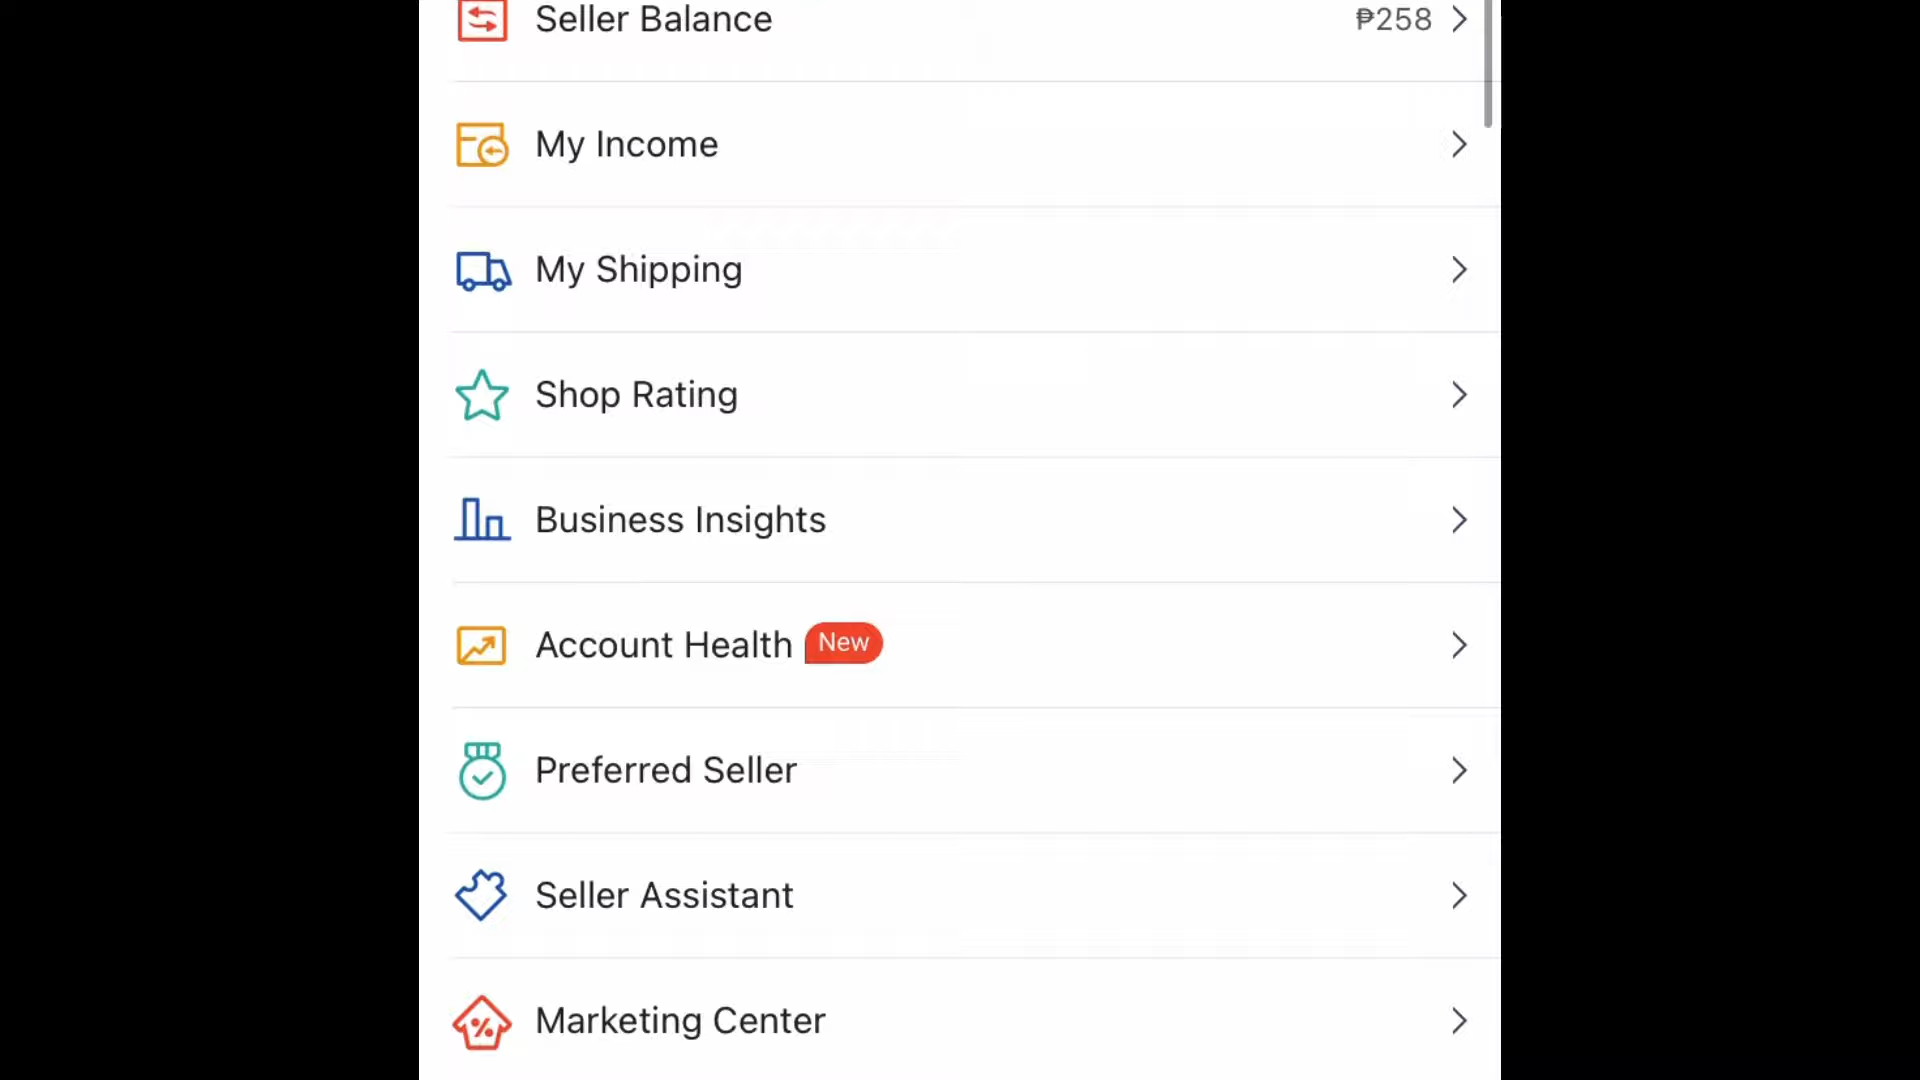 Seller Balance ₱258
My Income
My Shipping
Shop Rating
Business Insights
Account Health New
Preferred Seller
Seller Assistant
Marketing Center